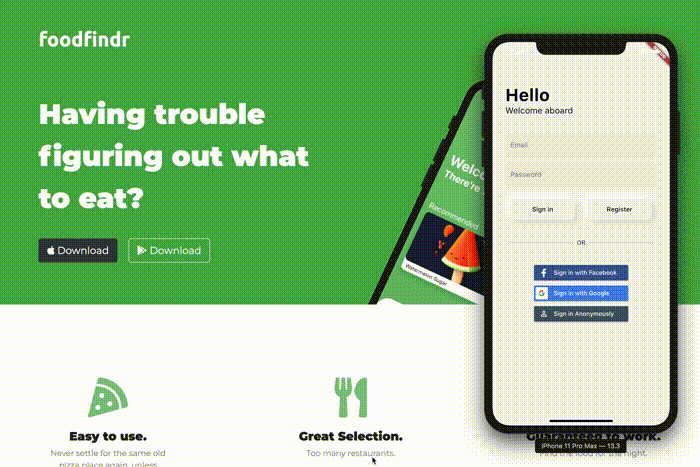 foodfindr
Having trouble
figuring out what
to eat?
Download
Download
Welco
There're
Recommended
Watermelon Sugar
Hello
Welcome aboard
Email
Password
Sign in
Register
OR
Sign in with Facebook
Sign in with Google
Sign in Anonymously
Easy to use.
Never settle for the same old
pizza place again, unless
Great Selection.
Too many restaurants.
Guaranteed to work.
Find the food for the night.
iPhone 11 Pro Max — 13.3